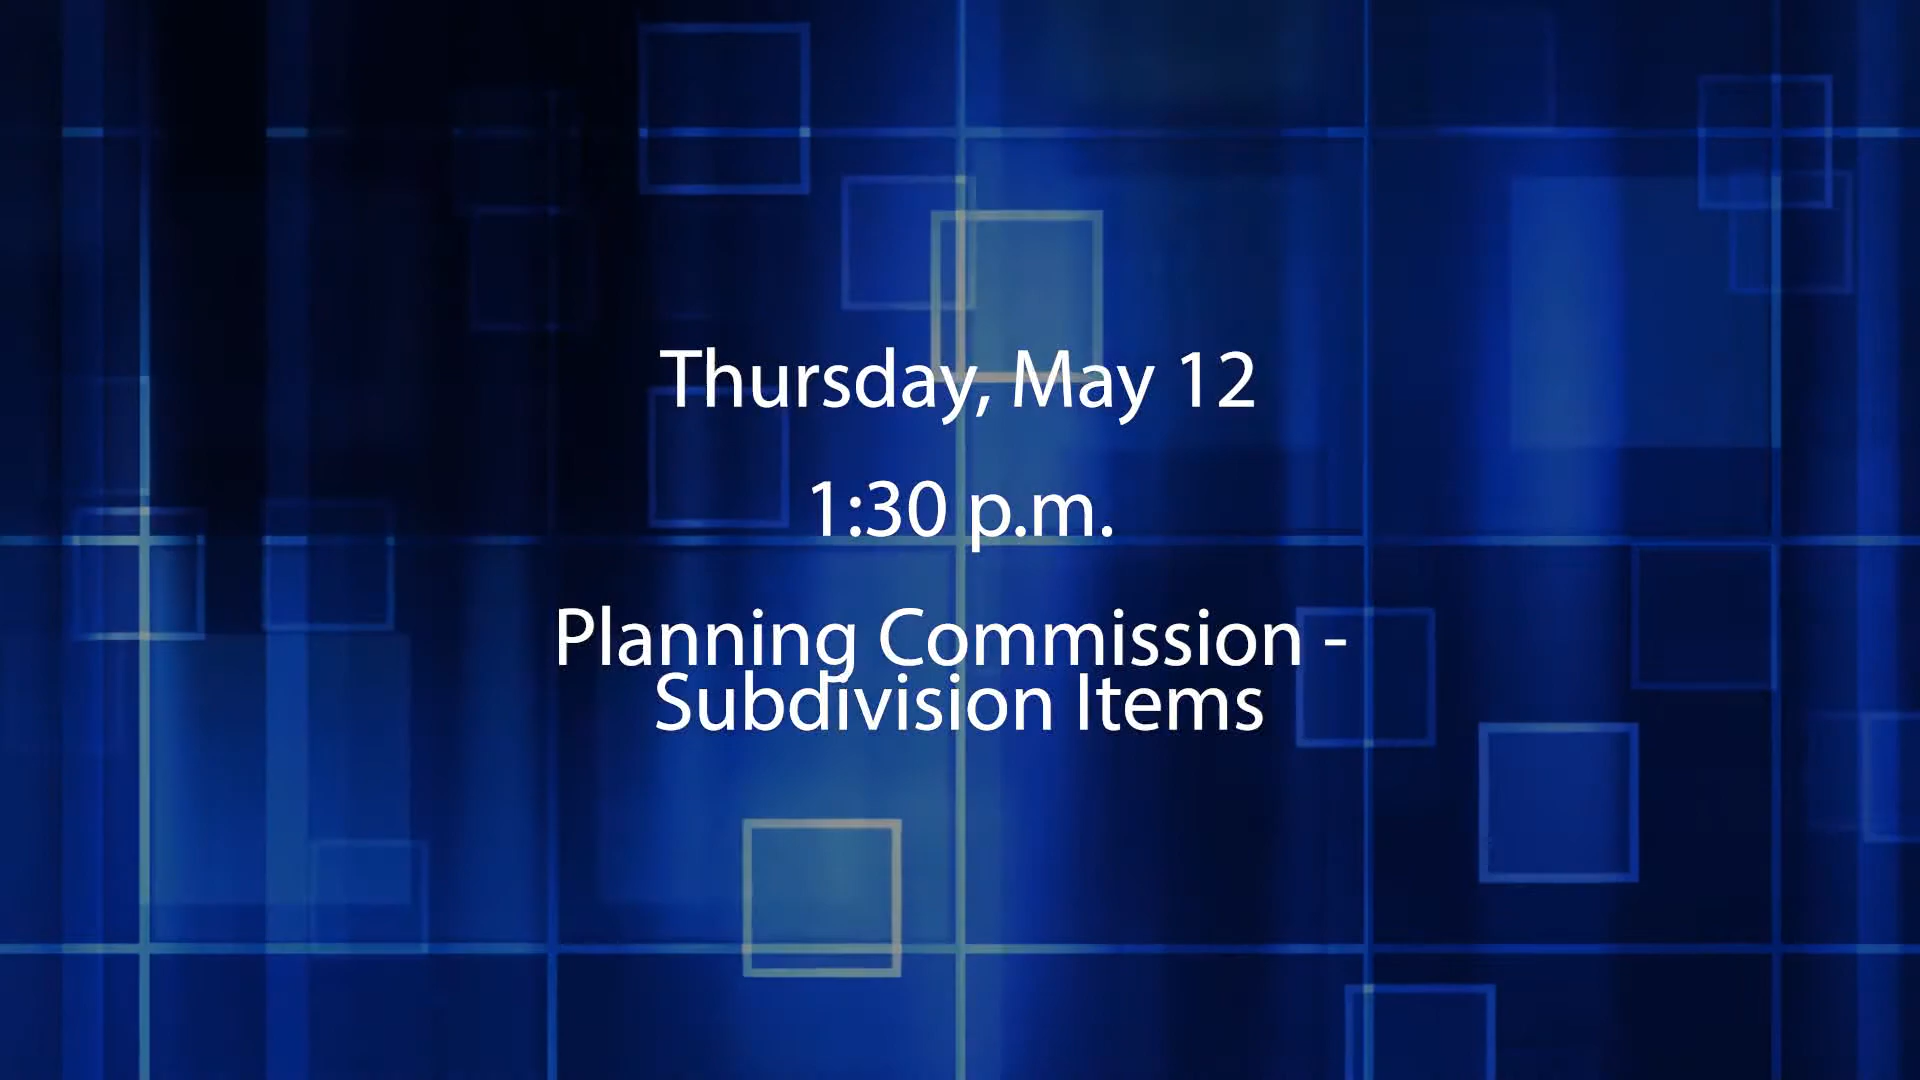 Thursday, May 12
1:30 p.m.
Planning Commission -
Subdivision Items